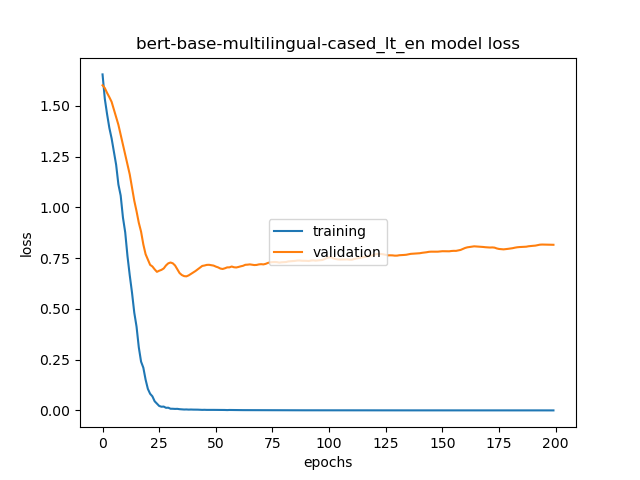 bert-base-multilingual-cased_lt_en model loss
loss
1.50
1.25
1.00
0.75
0.50
0.25
0.00
training
validation
0 25 50 75 100 125 150 175 200
epochs